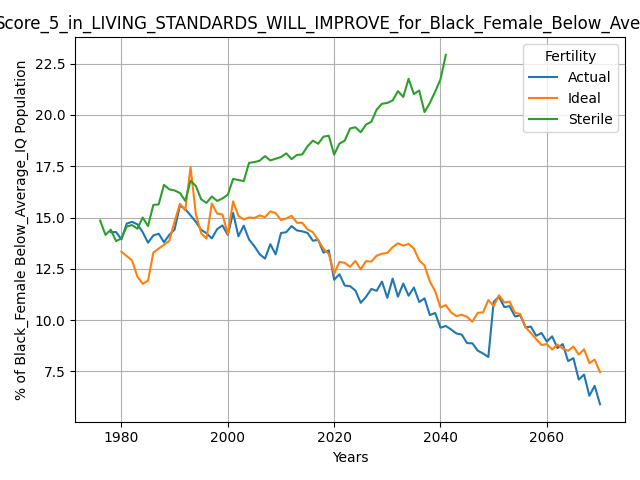 Score_5_in_LIVING_STANDARDS_WILL_IMPROVE_for_Black_Female_Below_Ave
Fertility
Actual
Ideal
Sterile
% of Black_Female Below_Average_IQ Population
22.5
20.0
17.5
15.0
12.5
10.0
7.5
1980
2000
2020
2040
2060
Years